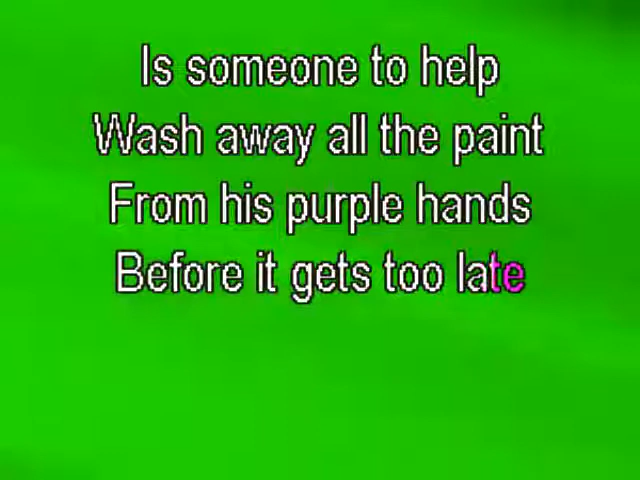 Is someone to help
Wash away all the paint
From his purple hands
Before it gets too late